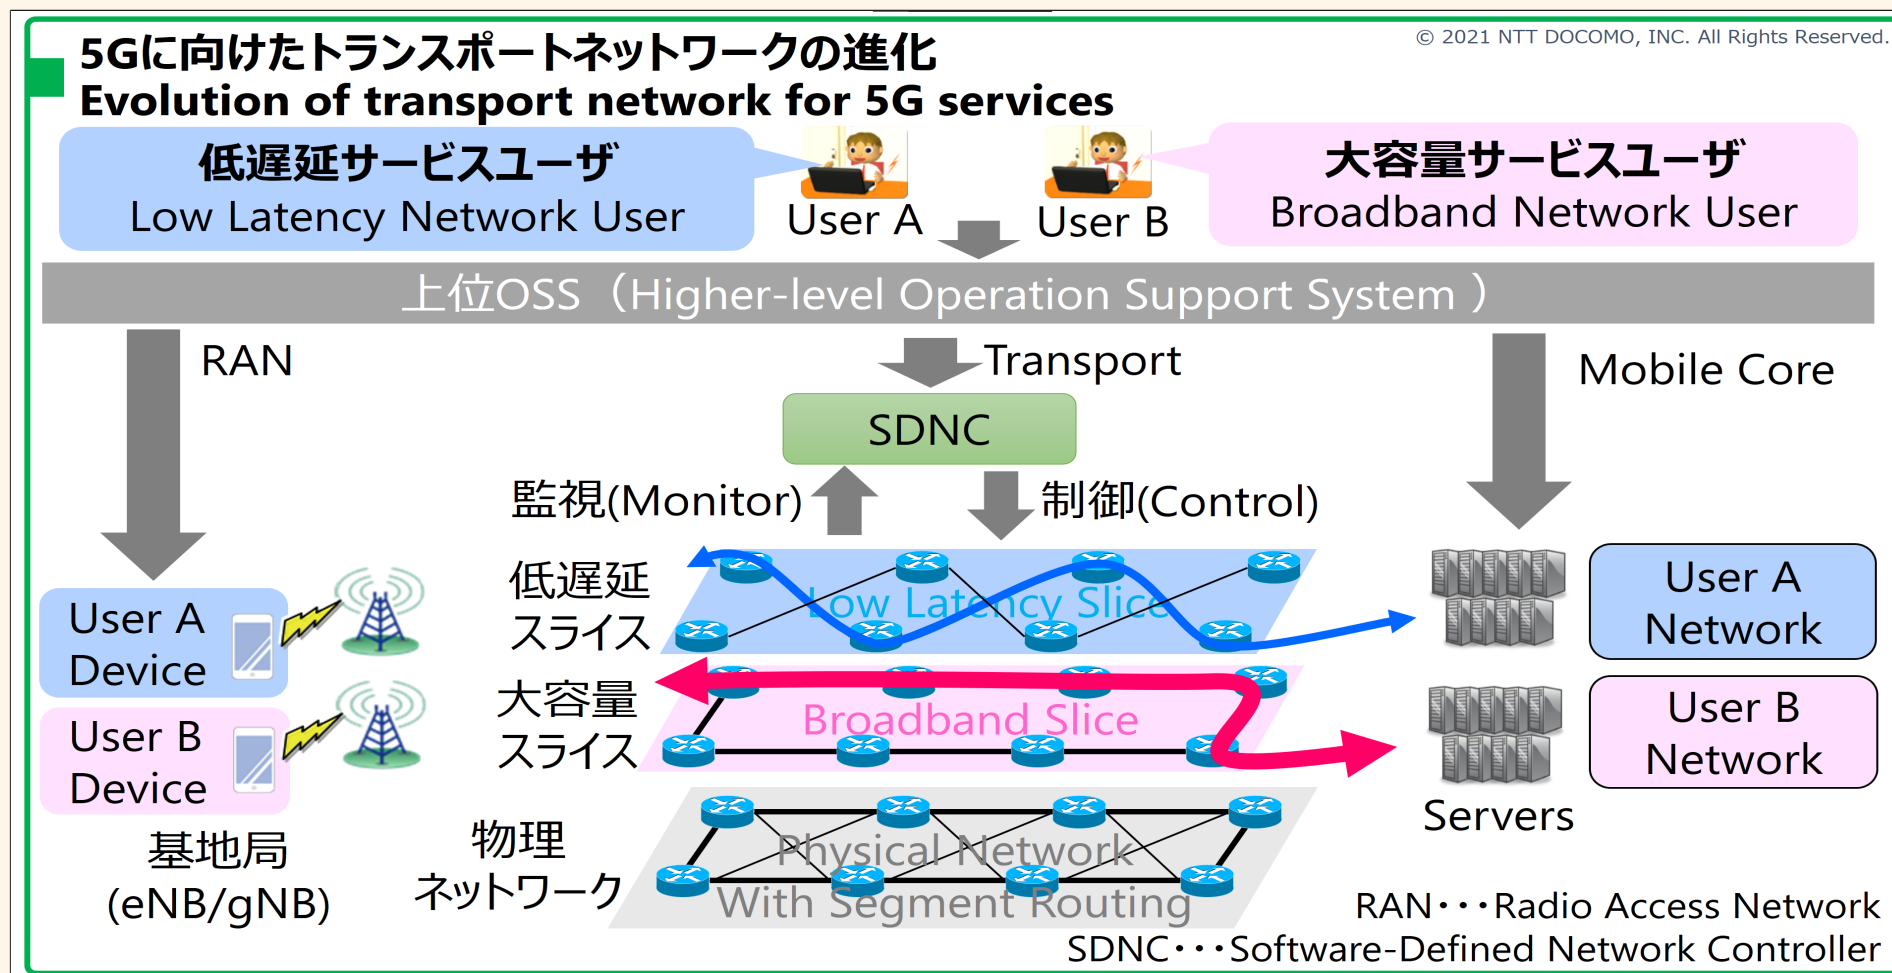 © 2021 NTT DOCOMO, INC. All Rights Reserved.
5Gに向けたトランスポートネットワークの進化
Evolution of transport network for 5G services
低遅延サービスユーザ
Low Latency Network User
User A
User B
大容量サービスユーザ
Broadband Network User
上位OSS（Higher-level Operation Support System ）
RAN
Transport
Mobile Core
SDNC
監視(Monitor)
制御(Control)
低遅延
スライス
Low Latency Slice
大容量
スライス
Broadband Slice
物理
ネットワーク
Physical Network
With Segment Routing
User A
Device
User B
Device
基地局
(eNB/gNB)
User A
Network
User B
Network
Servers
RAN･･･Radio Access Network
SDNC･･･Software-Defined Network Controller